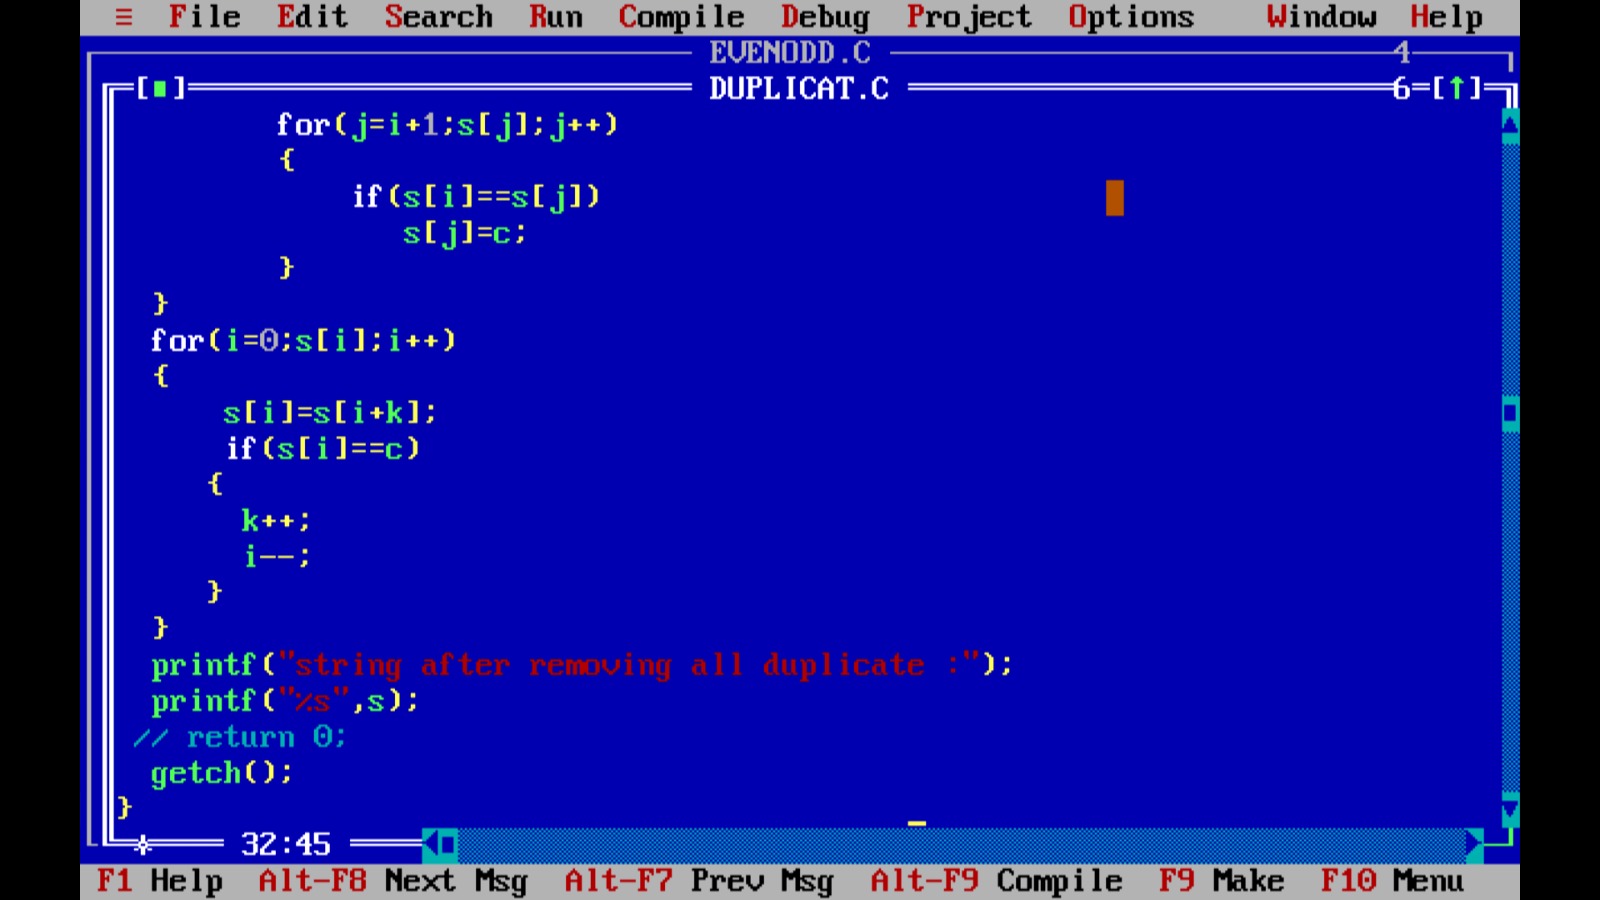 ≡ File Edit Search Run Compile Debug Project Options Window Help
EVENODD.C 4
[■] DUPLICAT.C 6=[↑]
for(j=i+1;s[j];j++)
{
if(s[i]==s[j])
s[j]=c;
}
}
for(i=0;s[i];i++)
{
s[i]=s[i+k];
if(s[i]==c)
{
k++;
i--;
}
}
printf("string after removing all duplicate :");
printf("%s",s);
// return 0;
getch();
}
32:45
F1 Help Alt-F8 Next Msg Alt-F7 Prev Msg Alt-F9 Compile F9 Make F10 Menu